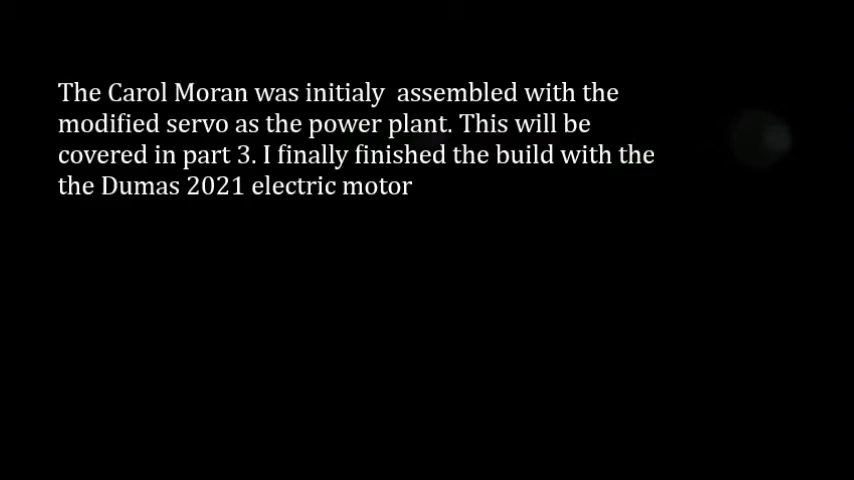 The Carol Moran was initialy  assembled with the
modified servo as the power plant. This will be
covered in part 3. I finally finished the build with the
the Dumas 2021 electric motor